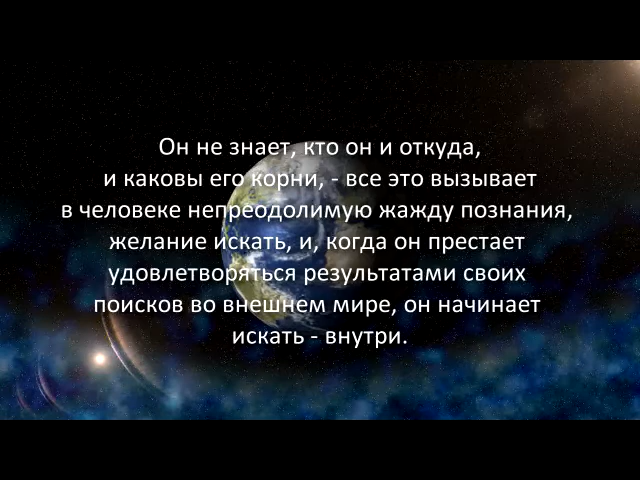 Он не знает, кто он и откуда,
и каковы его корни, - все это вызывает
в человеке непреодолимую жажду познания,
желание искать, и, когда он престает
удовлетворяться результатами своих
поисков во внешнем мире, он начинает
искать - внутри.